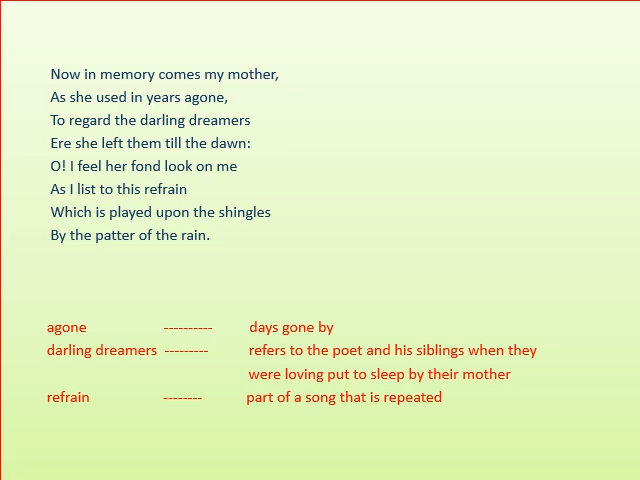 Now in memory comes my mother,
As she used in years agone,
To regard the darling dreamers
Ere she left them till the dawn:
O! I feel her fond look on me
As I list to this refrain
Which is played upon the shingles
By the patter of the rain.
agone ---------- days gone by
darling dreamers --------- refers to the poet and his siblings when they
were loving put to sleep by their mother
refrain -------- part of a song that is repeated